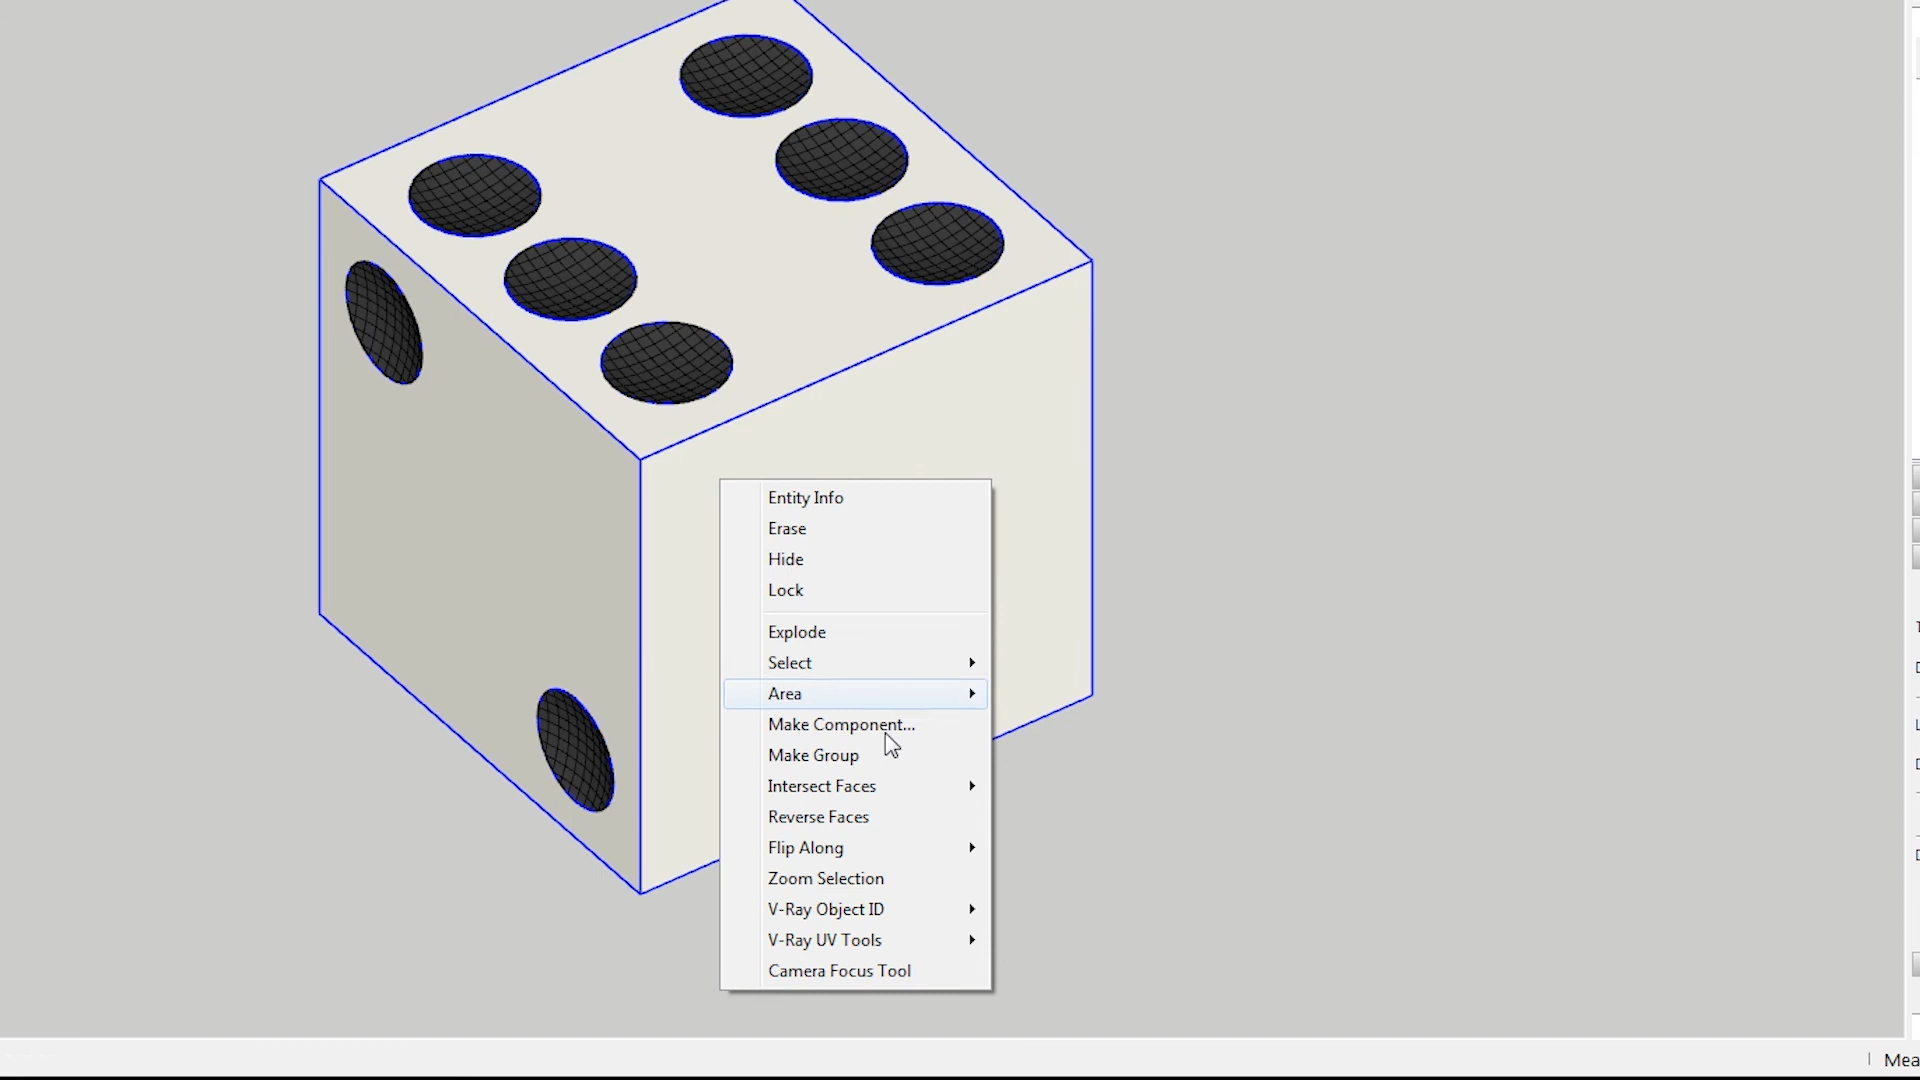 Entity Info
Erase
Hide
Lock
Explode
Select
Area
Make Component...
Make Group
Intersect Faces
Reverse Faces
Flip Along
Zoom Selection
V-Ray Object ID
V-Ray UV Tools
Camera Focus Tool
Mea